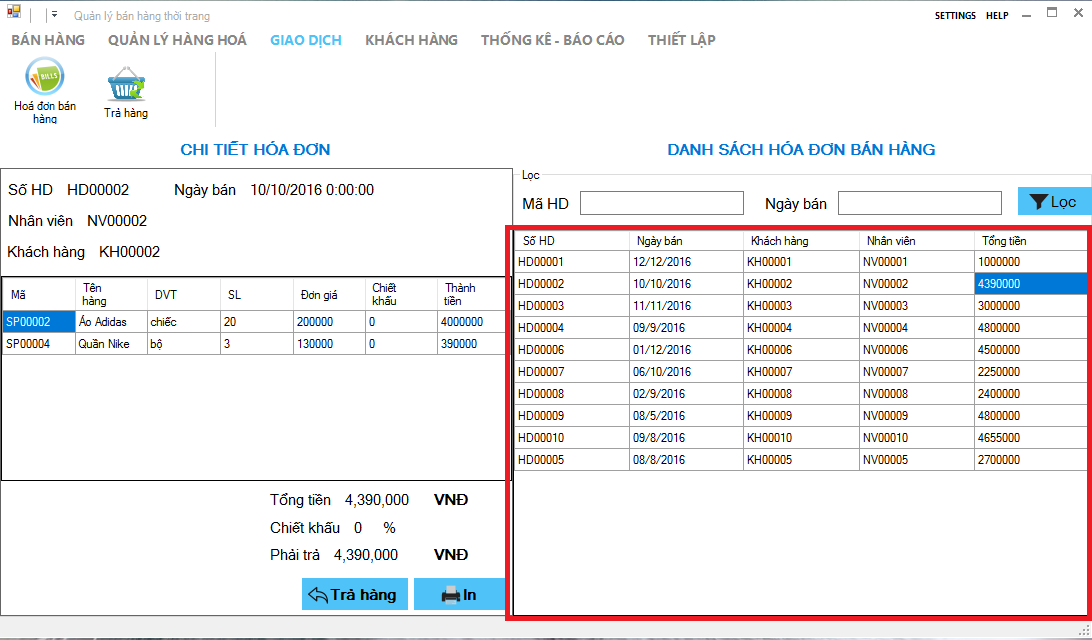 Quản lý bán hàng thời trang
SETTINGS HELP
BÁN HÀNG QUẢN LÝ HÀNG HOÁ GIAO DỊCH KHÁCH HÀNG THỐNG KÊ - BÁO CÁO THIẾT LẬP
BILLS
Hoá đơn bán
hàng
Trả hàng
CHI TIẾT HÓA ĐƠN
Số HD HD00002 Ngày bán 10/10/2016 0:00:00
Nhân viên NV00002
Khách hàng KH00002
Mã Tên hàng DVT SL Đơn giá Chiết khấu Thành tiền
SP00002 Áo Adidas chiếc 20 200000 0 4000000
SP00004 Quần Nike bộ 3 130000 0 390000
Tổng tiền 4,390,000 VNĐ
Chiết khấu 0 %
Phải trả 4,390,000 VNĐ
Trả hàng In
DANH SÁCH HÓA ĐƠN BÁN HÀNG
Lọc
Mã HD Ngày bán Lọc
Số HD Ngày bán Khách hàng Nhân viên Tổng tiền
HD00001 12/12/2016 KH00001 NV00001 1000000
HD00002 10/10/2016 KH00002 NV00002 4390000
HD00003 11/11/2016 KH00003 NV00003 3000000
HD00004 09/9/2016 KH00004 NV00004 4800000
HD00006 01/12/2016 KH00006 NV00006 4500000
HD00007 06/10/2016 KH00007 NV00007 2250000
HD00008 02/9/2016 KH00008 NV00008 2400000
HD00009 08/5/2016 KH00009 NV00009 4800000
HD00010 09/8/2016 KH00010 NV00010 4655000
HD00005 08/8/2016 KH00005 NV00005 2700000